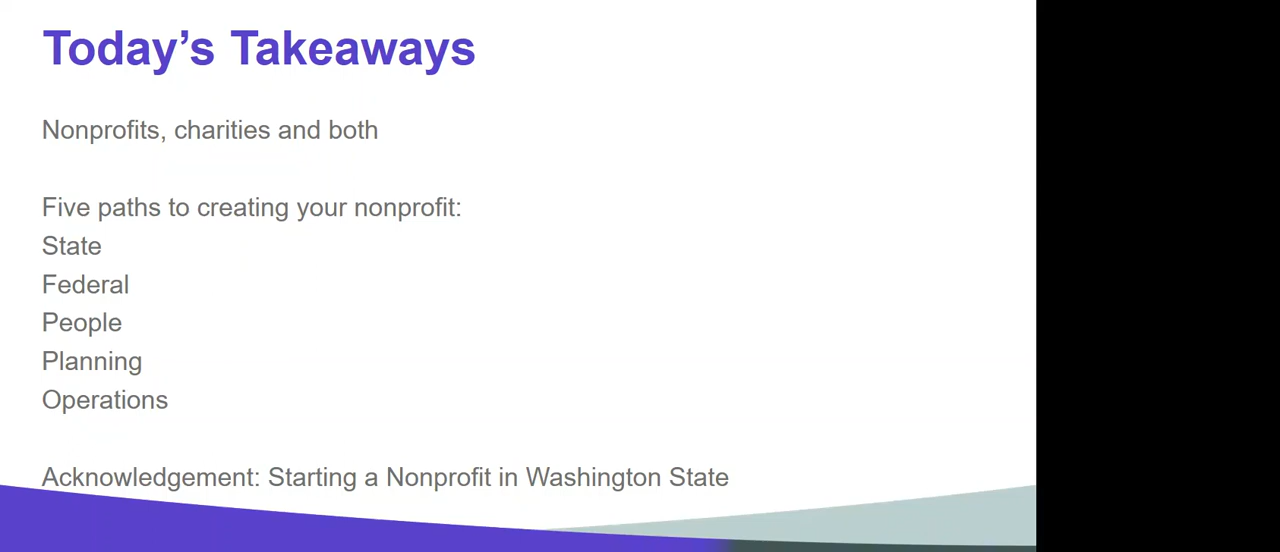 Today’s Takeaways
Nonprofits, charities and both
Five paths to creating your nonprofit:
State
Federal
People
Planning
Operations
Acknowledgement: Starting a Nonprofit in Washington State